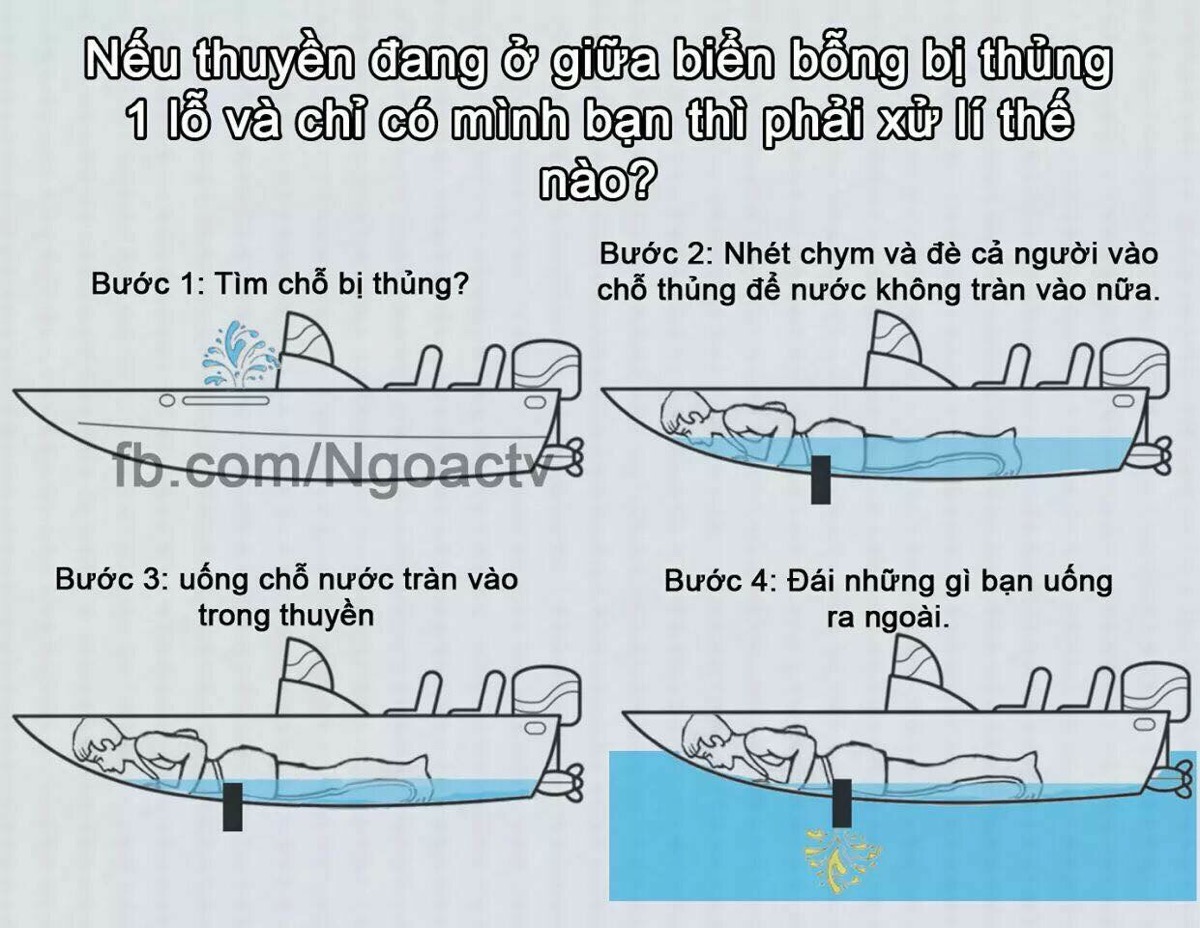 Nếu thuyền đang ở giữa biển bỗng bị thủng
1 lỗ và chỉ có mình bạn thì phải xử lí thế
nào?
Bước 1: Tìm chỗ bị thủng?
Bước 2: Nhét chym và đè cả người vào
chỗ thủng để nước không tràn vào nữa.
fb.com/Ngoactv
Bước 3: uống chỗ nước tràn vào
trong thuyền
Bước 4: Đái những gì bạn uống
ra ngoài.